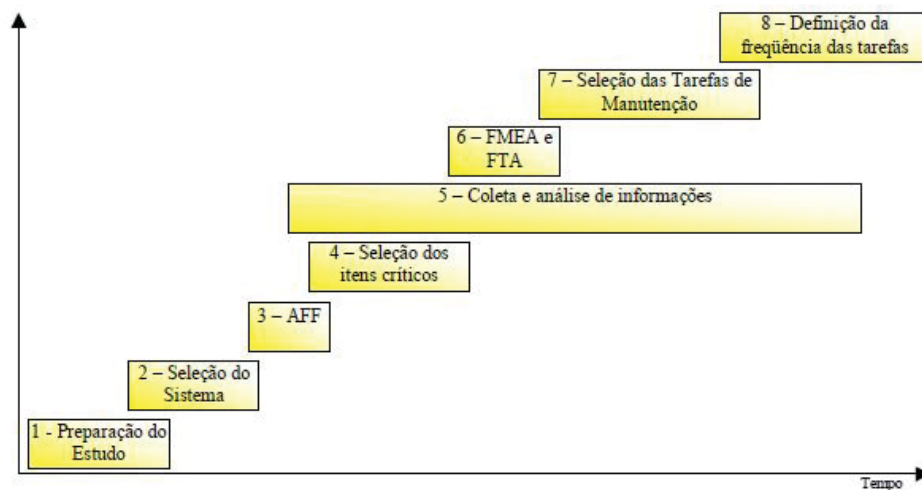 8 – Definição da
freqüência das tarefas
7 – Seleção das Tarefas de
Manutenção
6 – FMEA e
FTA
5 – Coleta e análise de informações
4 – Seleção dos
itens críticos
3 – AFF
2 – Seleção do
Sistema
1 - Preparação do
Estudo
Tempo